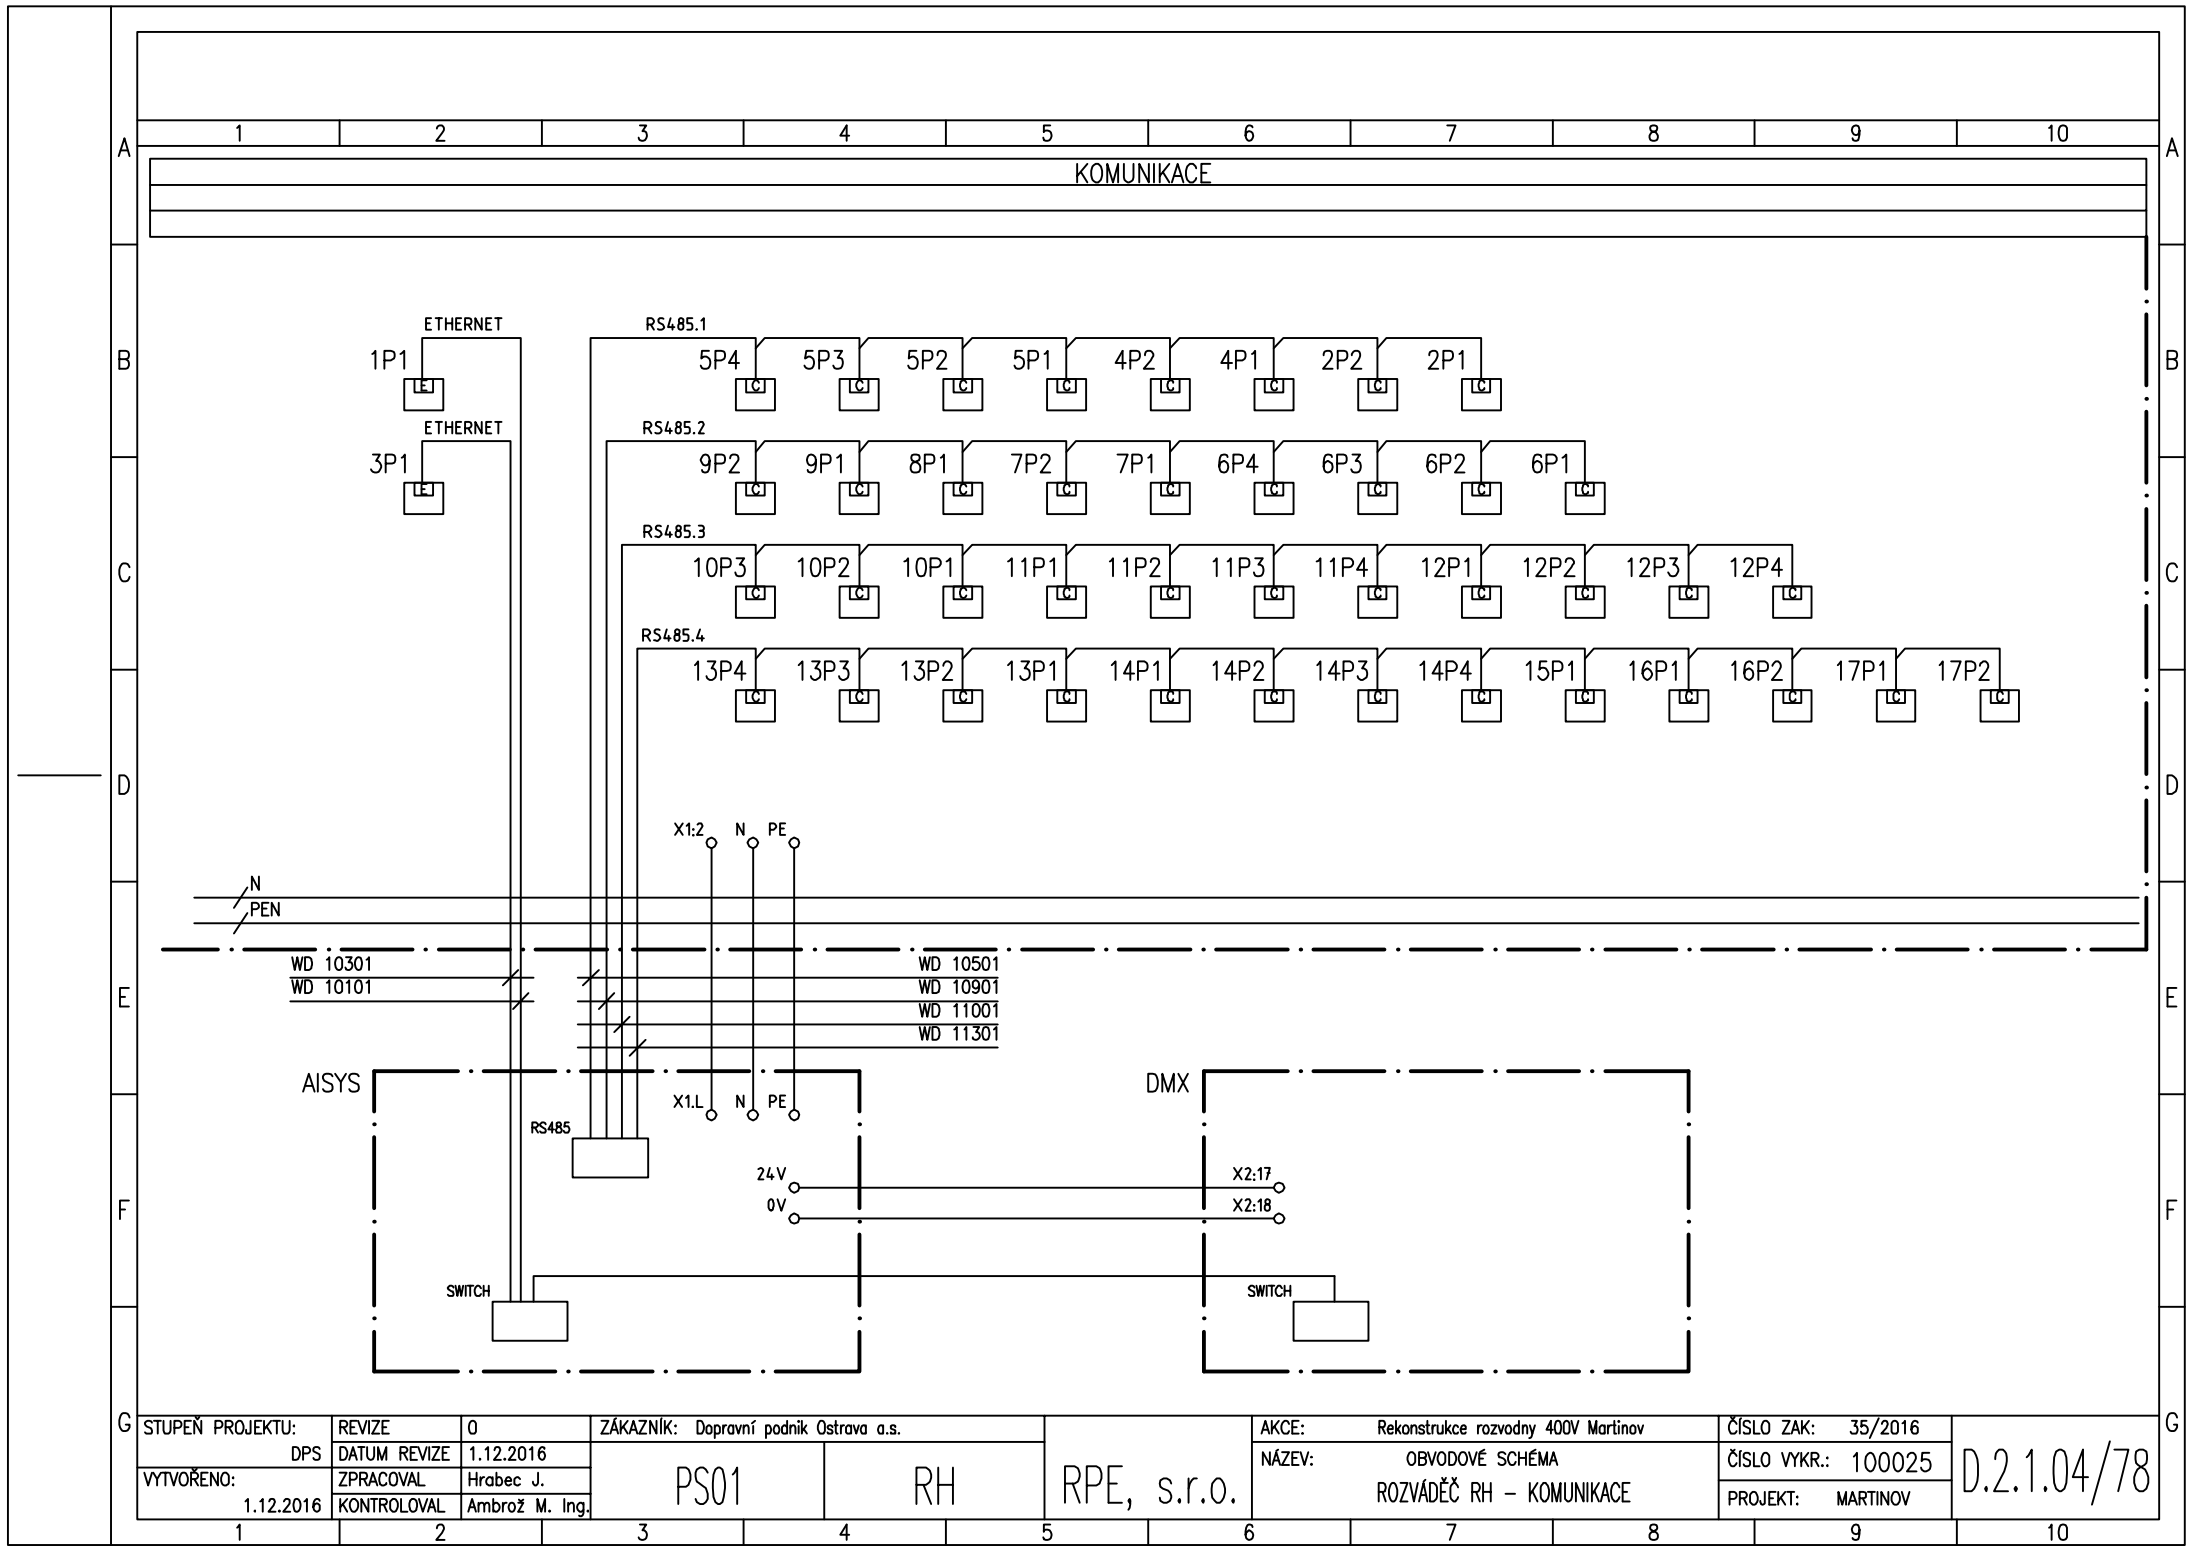 1 2 3 4 5 6 7 8 9 10
A A
KOMUNIKACE
ETHERNET RS485.1
B 1P1 5P4 5P3 5P2 5P1 4P2 4P1 2P2 2P1 B
E C C C C C C C C
ETHERNET RS485.2
3P1 9P2 9P1 8P1 7P2 7P1 6P4 6P3 6P2 6P1
E C C C C C C C C C
RS485.3
C 10P3 10P2 10P1 11P1 11P2 11P3 11P4 12P1 12P2 12P3 12P4 C
C C C C C C C C C C C
RS485.4
13P4 13P3 13P2 13P1 14P1 14P2 14P3 14P4 15P1 16P1 16P2 17P1 17P2
C C C C C C C C C C C C C
D D
X1:2 N PE
N
PEN
WD 10301 WD 10501
WD 10101 WD 10901
E E
WD 11001
WD 11301
AISYS DMX
X1.L N PE
RS485
24V X2:17
0V X2:18
F F
SWITCH SWITCH
G G
STUPEŇ PROJEKTU: REVIZE 0 ZÁKAZNÍK: Dopravní podnik Ostrava a.s. AKCE: Rekonstrukce rozvodny 400V Martinov ČÍSLO ZAK: 35/2016
DPS DATUM REVIZE 1.12.2016 NÁZEV: OBVODOVÉ SCHÉMA ČÍSLO VYKR.: 100025
VYTVOŘENO: ZPRACOVAL Hrabec J. PS01 RH RPE, s.r.o. ROZVÁDĚČ RH – KOMUNIKACE D.2.1.04/78
1.12.2016 KONTROLOVAL Ambrož M. Ing. PROJEKT: MARTINOV
1 2 3 4 5 6 7 8 9 10